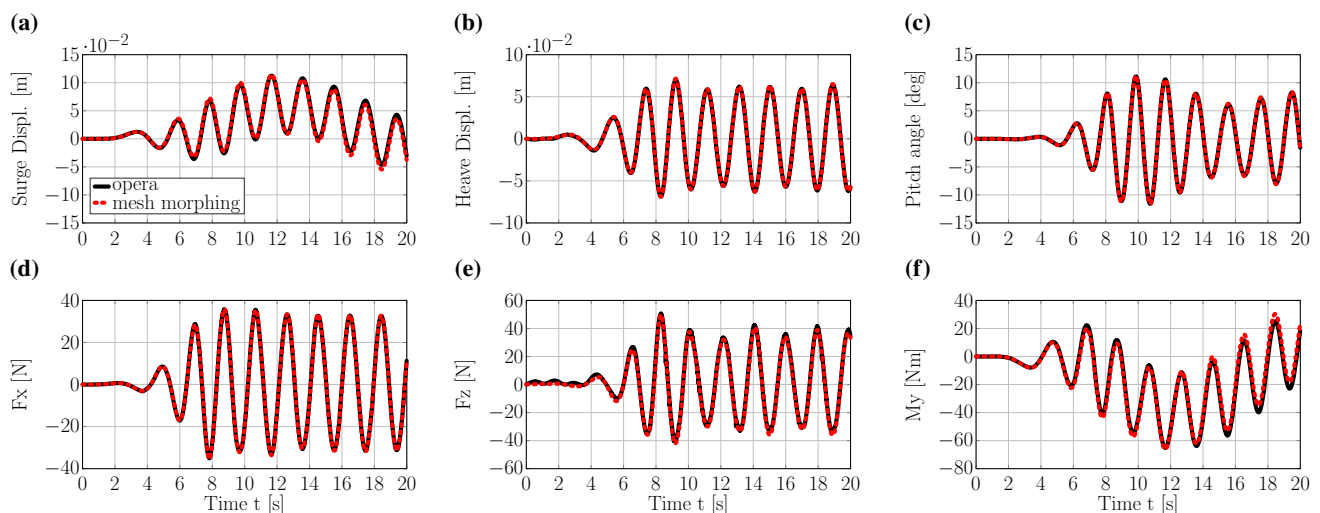 (a)
(b)
(c)
·10−2
·10−2
15
10
5
0
−5
−10
−15
Surge Displ. [m]
opera
mesh morphing
0 2 4 6 8 10 12 14 16 18 20
10
5
0
−5
−10
Heave Displ. [m]
0 2 4 6 8 10 12 14 16 18 20
15
10
5
0
−5
−10
−15
Pitch angle [deg]
0 2 4 6 8 10 12 14 16 18 20
(d)
(e)
(f)
40
20
0
−20
−40
Fx [N]
0 2 4 6 8 10 12 14 16 18 20
Time t [s]
60
40
20
0
−20
−40
−60
Fz [N]
0 2 4 6 8 10 12 14 16 18 20
Time t [s]
40
20
0
−20
−40
−60
−80
My [Nm]
0 2 4 6 8 10 12 14 16 18 20
Time t [s]